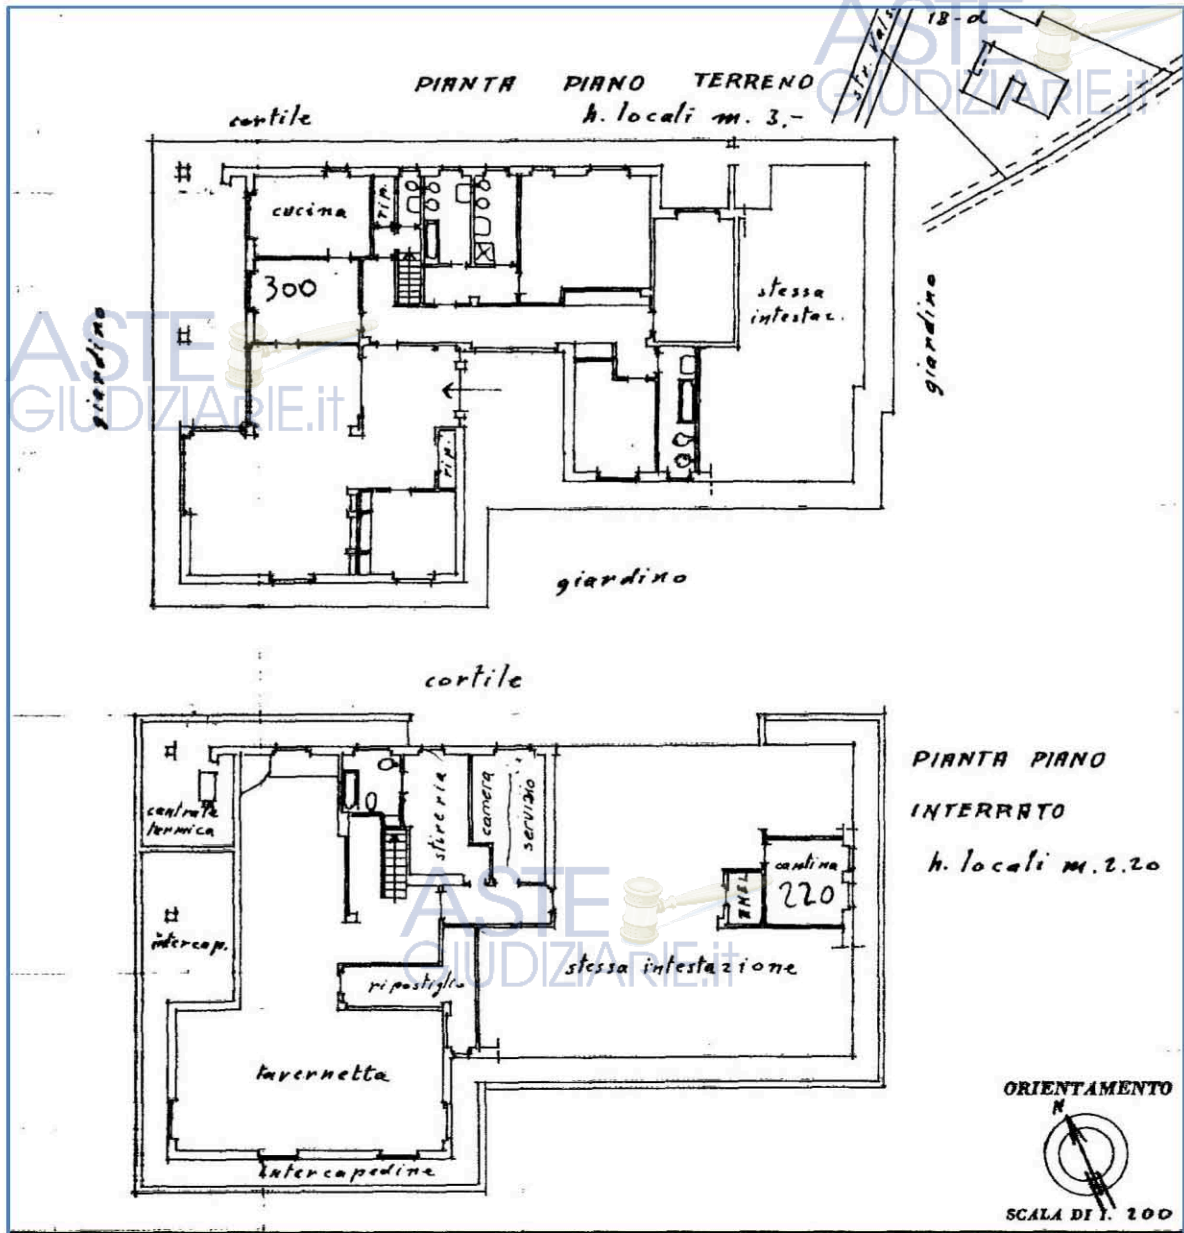 18-d
str. Vals.
PIANTA PIANO TERRENO
h. locali m. 3,-
cortile
cucina
rip.
300
stessa
intestaz.
giardino
giardino
rip.
giardino
ASTE
GIUDIZIARIE.it
ASTE
GIUDIZIARIE.it
cortile
PIANTA PIANO
INTERRATO
h. locali m. 2.20
centrale
termica
stireria
camera
servizio
cantina
220
intercap.
ripostiglio
stessa intestazione
tavernetta
intercapedine
ASTE
GIUDIZIARIE.it
ORIENTAMENTO
N
SCALA DI 1: 200